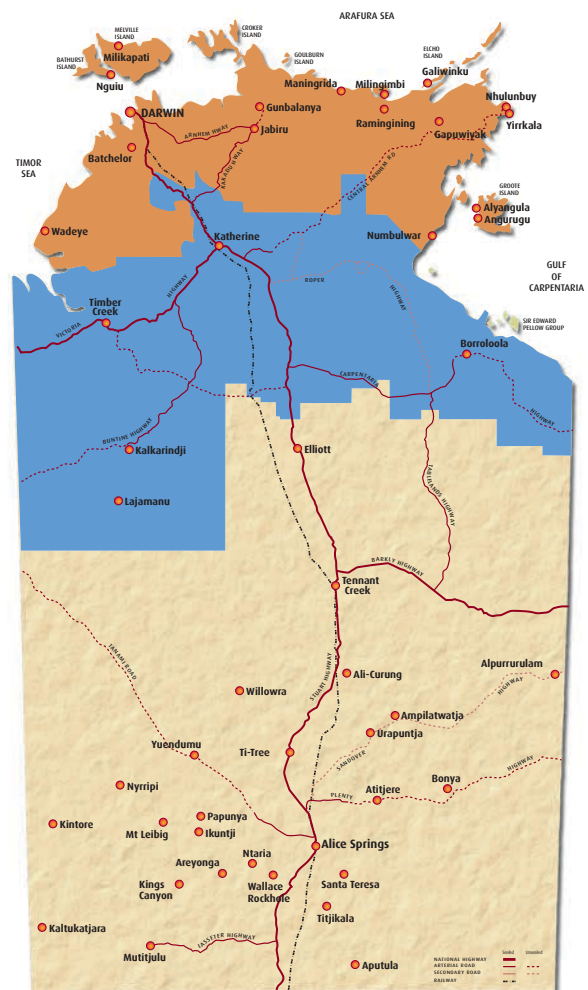 ARAFURA SEA
MELVILLE
ISLAND
CROKER
ISLAND
Milikapati
BATHURST
ISLAND
GOULBURN
ISLAND
ELCHO
ISLAND
Galiwinku
Nguiu
Maningrida
Milingimbi
Nhulunbuy
DARWIN
Gunbalanya
Ramingining
Yirrkala
Gapuwiyak
ARNHEM HWAY
Jabiru
Batchelor
KAKADU HWAY
CENTRAL ARNHEM RD
TIMOR
SEA
GROOTE
ISLAND
Alyangula
Angurugu
Wadeye
Katherine
Numbulwar
GULF
OF
CARPENTARIA
ROPER
HIGHWAY
HIGHWAY
Timber
Creek
VICTORIA
SIR EDWARD
PELLOW GROUP
Borroloola
CARPENTARIA
HIGHWAY
BUNTINE HIGHWAY
Kalkarindji
Elliott
TABLELANDS HIGHWAY
Lajamanu
BARKLY HIGHWAY
Tennant
Creek
TANAMI ROAD
STUART HIGHWAY
Ali-Curung
Alpurrurulam
HIGHWAY
Willowra
Ampilatwatja
Urapuntja
Yuendumu
Ti-Tree
SANDOVER
HIGHWAY
Nyrripi
PLENTY
Atitjere
Bonya
Kintore
Mt Leibig
Papunya
Ikuntji
Alice Springs
Ntaria
Areyonga
Kings
Canyon
Wallace
Rockhole
Santa Teresa
Titjikala
Kaltukatjara
Mutitjulu
LASSETER HIGHWAY
Aputula
Sealed Unsealed
NATIONAL HIGHWAY
ARTERIAL ROAD
SECONDARY ROAD
RAILWAY